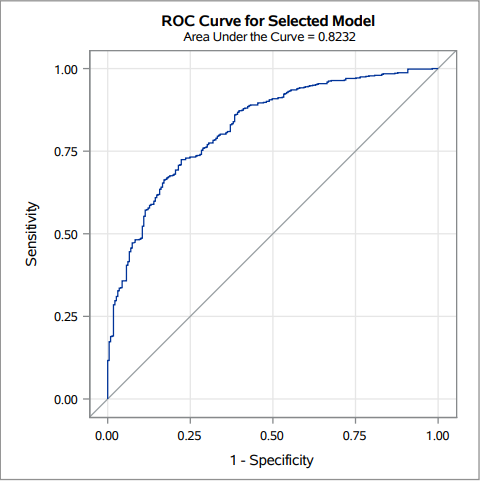 ROC Curve for Selected Model
Area Under the Curve = 0.8232
1.00
0.75
0.50
0.25
0.00
Sensitivity
0.00 0.25 0.50 0.75 1.00
1 - Specificity